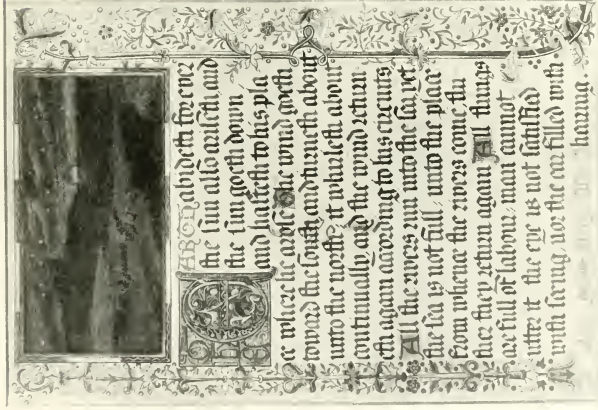 ARTH abideth for ever
the sun also ariseth, and
the sun goeth down
and hasteth to his pla
ce where he arose The wind goeth
toward the south, and turneth about
unto the north: it whirleth about
continually, and the wind return
eth again according to his circuits
All the rivers run into the sea, yet
the sea is not full: unto the place
from whence the rivers come thi
ther they return again All things
are full of labour, man cannot
utter it the eye is not satisfied
with seeing, nor the ear filled with
hearing.